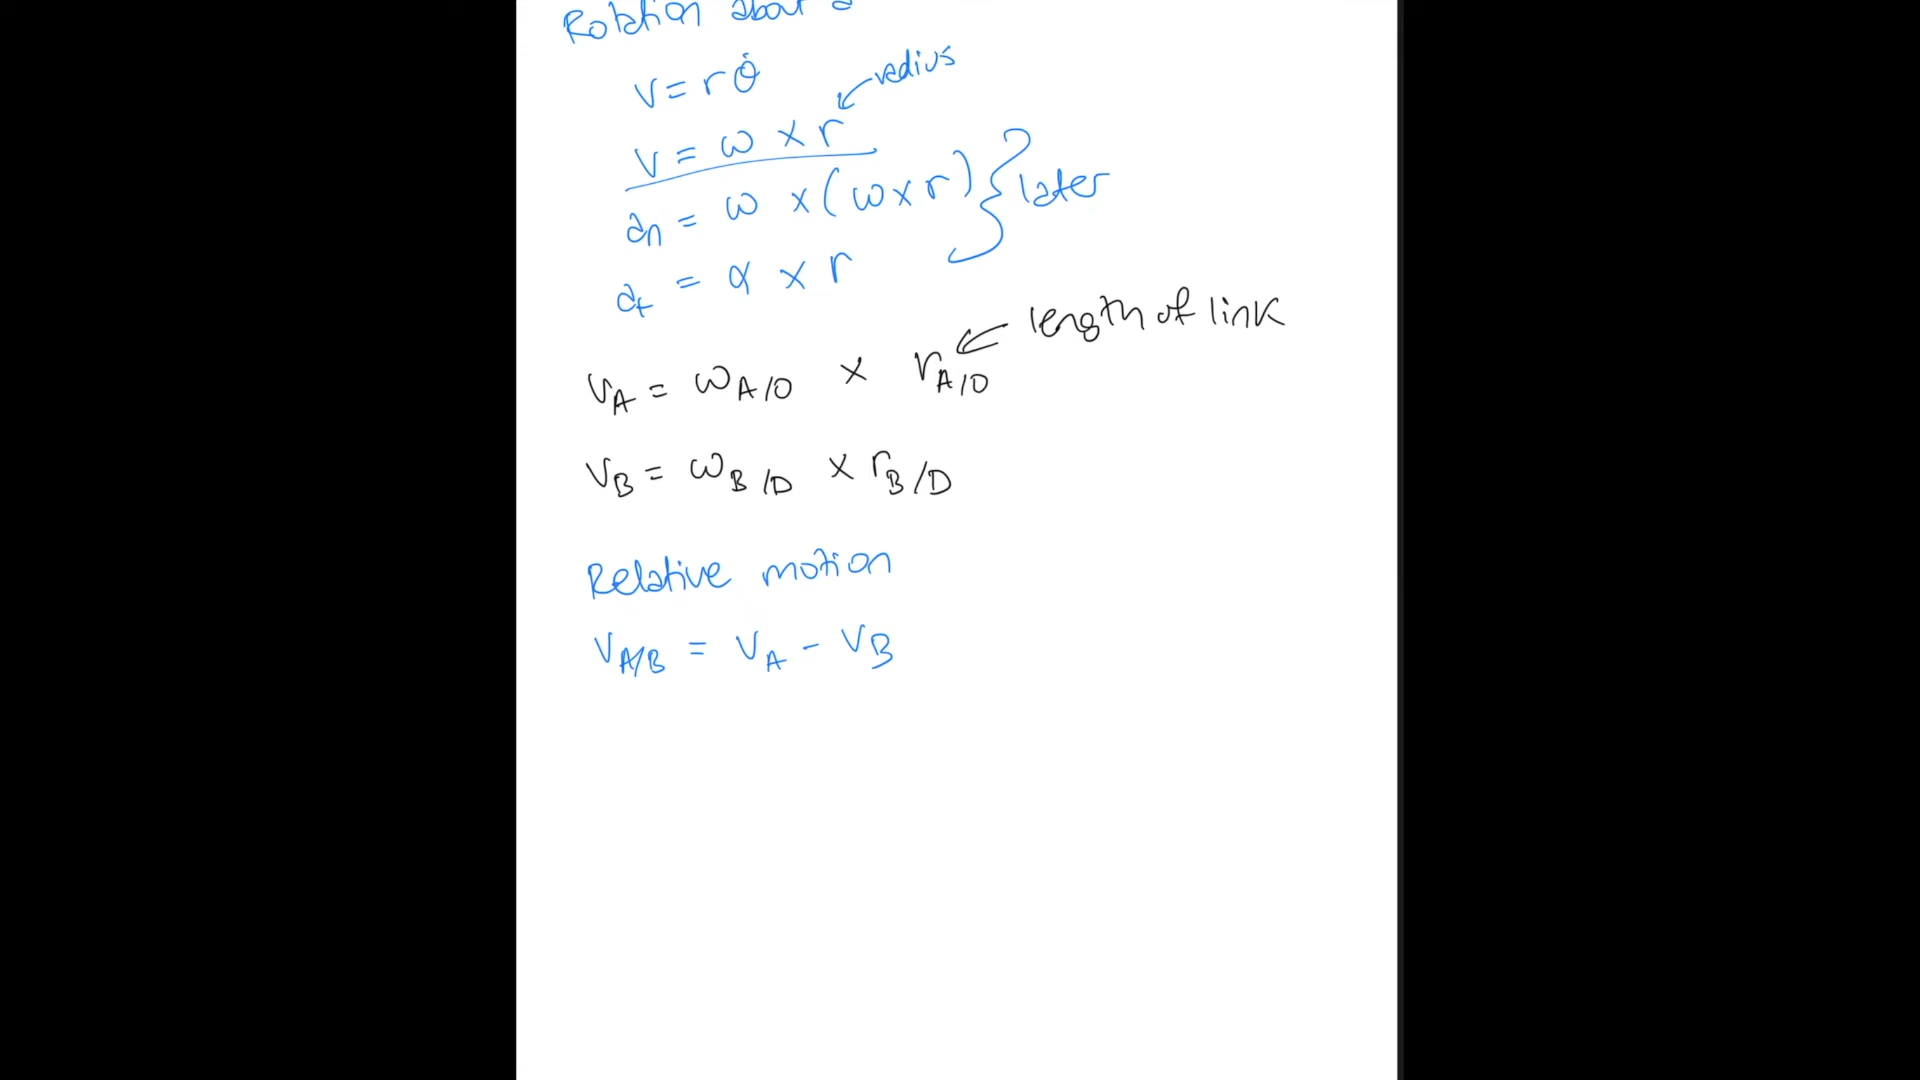 Rotation about a
v = r θ̇
radius
v = ω × r
aₙ = ω × (ω × r) } later
aₜ = α × r
v_A = ω_A/O × r_A/O ⇐ length of link
v_B = ω_B/D × r_B/D
Relative motion
v_A/B = v_A - v_B